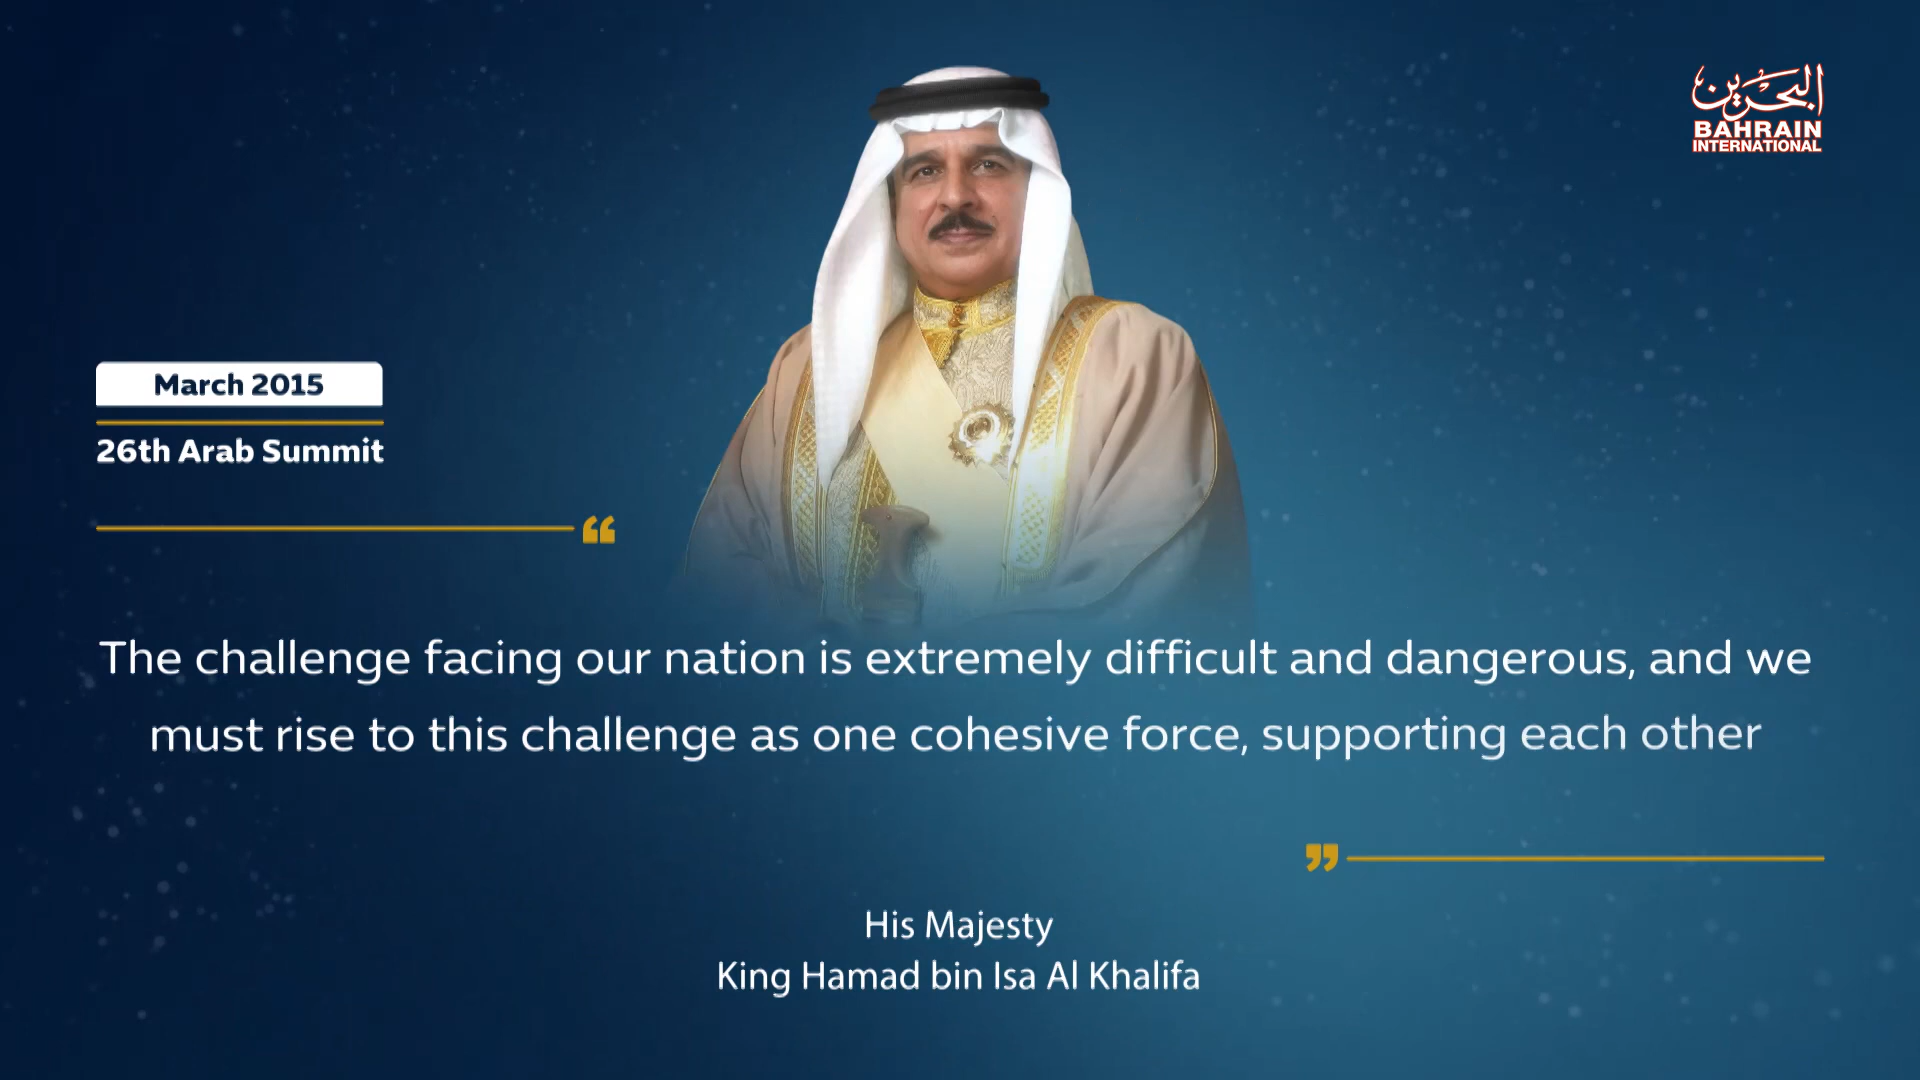 البحرين
BAHRAIN
INTERNATIONAL
March 2015
26th Arab Summit
“
The challenge facing our nation is extremely difficult and dangerous, and we
must rise to this challenge as one cohesive force, supporting each other
”
His Majesty
King Hamad bin Isa Al Khalifa